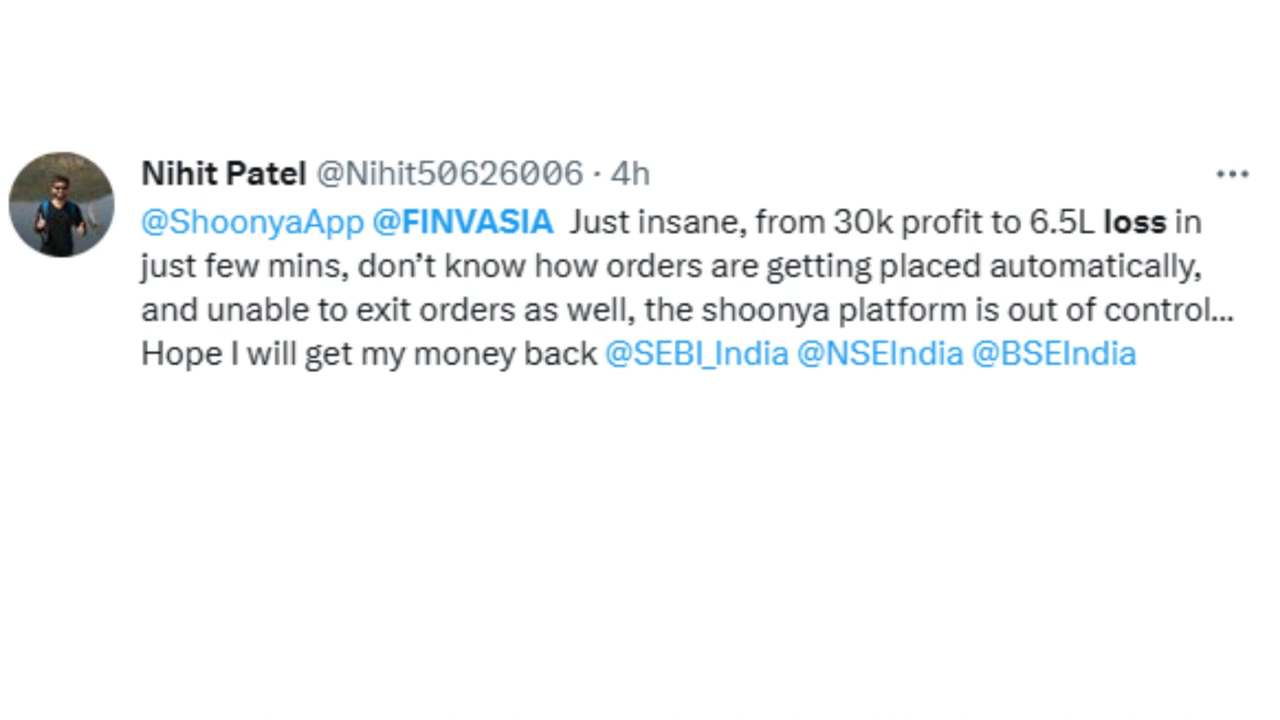 Nihit Patel @Nihit50626006 · 4h
@ShoonyaApp @FINVASIA Just insane, from 30k profit to 6.5L loss in
just few mins, don’t know how orders are getting placed automatically,
and unable to exit orders as well, the shoonya platform is out of control...
Hope I will get my money back @SEBI_India @NSEIndia @BSEIndia